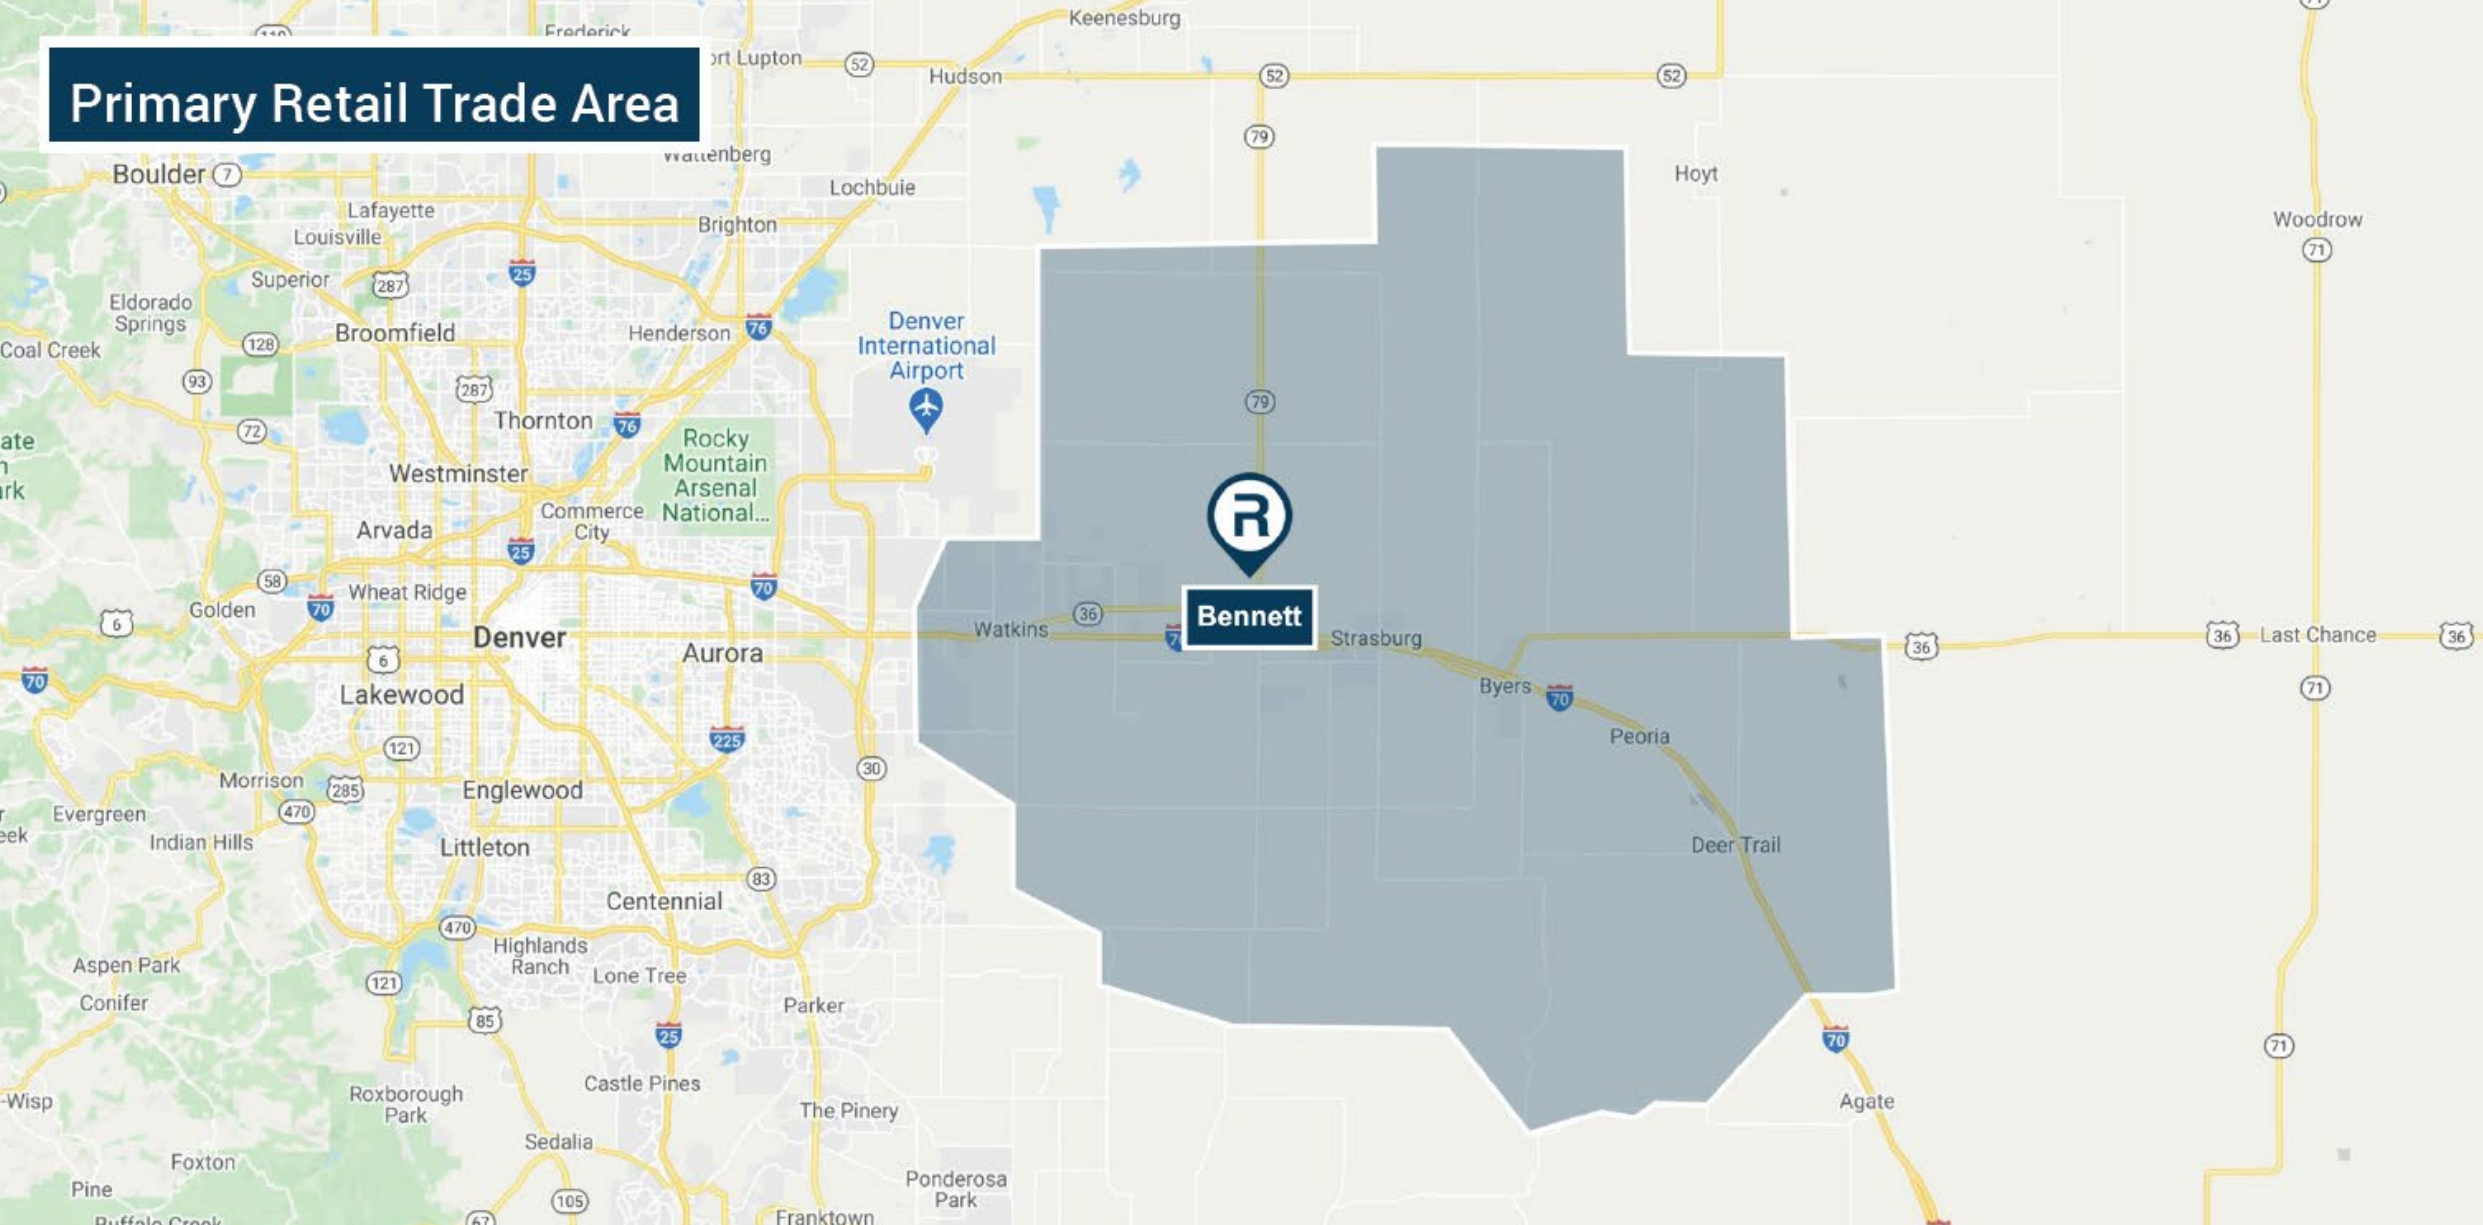 Keenesburg
Frederick
Primary Retail Trade Area
52
Hudson
52
52
79
Boulder
7
Wattenberg
Lochbuie
Hoyt
Lafayette
Louisville
Brighton
Woodrow
71
Superior
287
25
Eldorado
Springs
Broomfield
Henderson
76
Denver
International
Airport
Coal Creek
128
93
287
79
72
Thornton
76
Rocky
Mountain
Arsenal
National...
Westminster
Arvada
25
Commerce
City
R
58
Wheat Ridge
70
Golden
70
6
Denver
Aurora
Watkins
36
Bennett
Strasburg
36
36
Last Chance
36
6
70
Lakewood
Byers
70
71
121
225
Peoria
30
Morrison
285
Englewood
470
Evergreen
Indian Hills
Littleton
Deer Trail
83
Centennial
470
Highlands
Ranch
Lone Tree
Aspen Park
121
Conifer
85
Parker
25
70
71
Castle Pines
Roxborough
Park
The Pinery
Agate
-Wisp
Sedalia
Foxton
Pine
105
Ponderosa
Park
67
Franktown